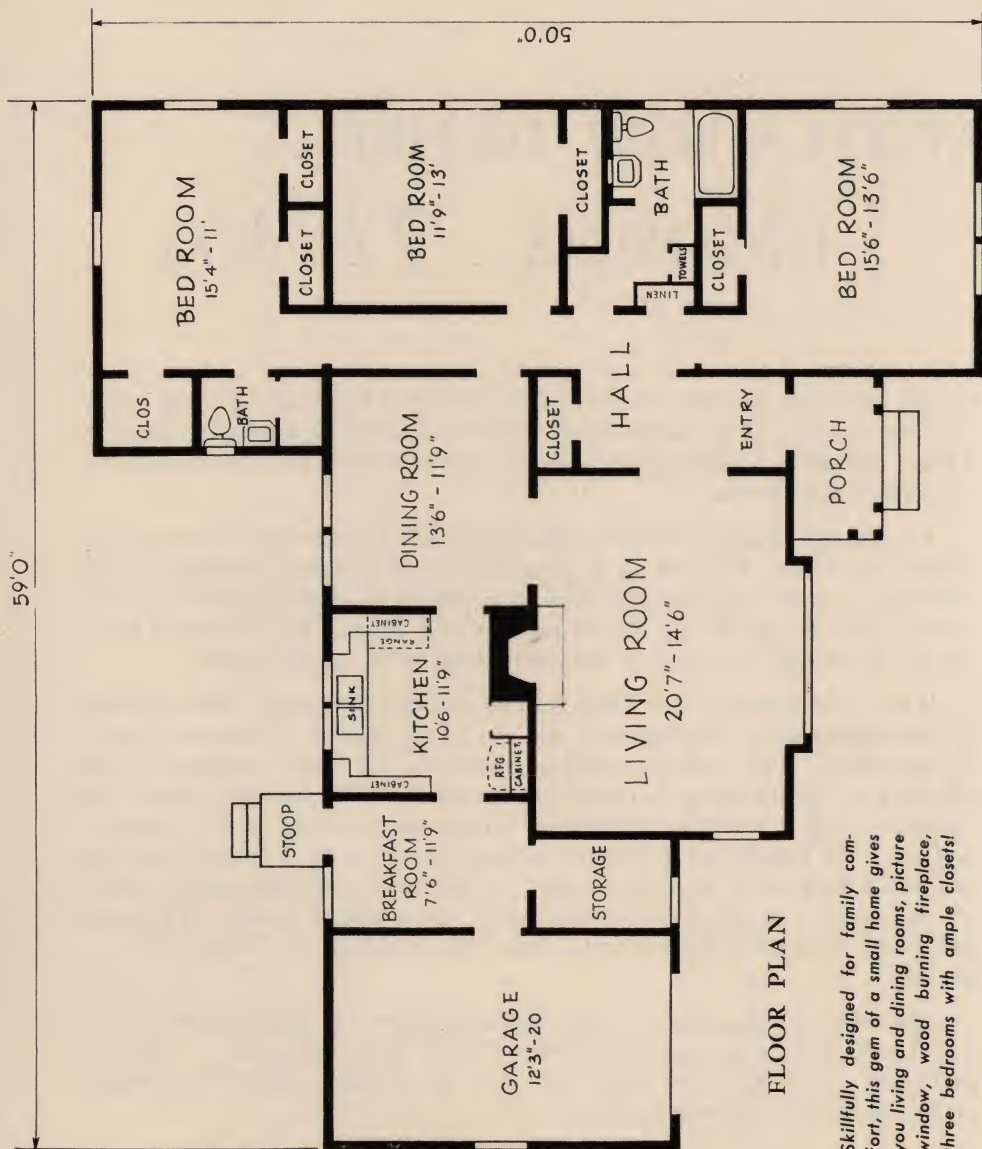 59'0"
50'0"
BED ROOM
15'4" - 11'
CLOSET
CLOSET
CLOS.
BATH
BED ROOM
11'9" - 13'
CLOSET
BATH
TOWELS
LINEN
CLOSET
BED ROOM
15'6" - 13'6"
DINING ROOM
13'6" - 11'9"
CLOSET
HALL
ENTRY
PORCH
CABINET
RANGE
SINK
KITCHEN
10'6 - 11'9"
CABINET
RFG
CABINET
LIVING ROOM
20'7" - 14'6"
STOOP
BREAKFAST
ROOM
7'6" - 11'9"
STORAGE
GARAGE
12'3" - 20
FLOOR PLAN
Skillfully designed for family com-
fort, this gem of a small home gives
you living and dining rooms, picture
window, wood burning fireplace,
three bedrooms with ample closets!